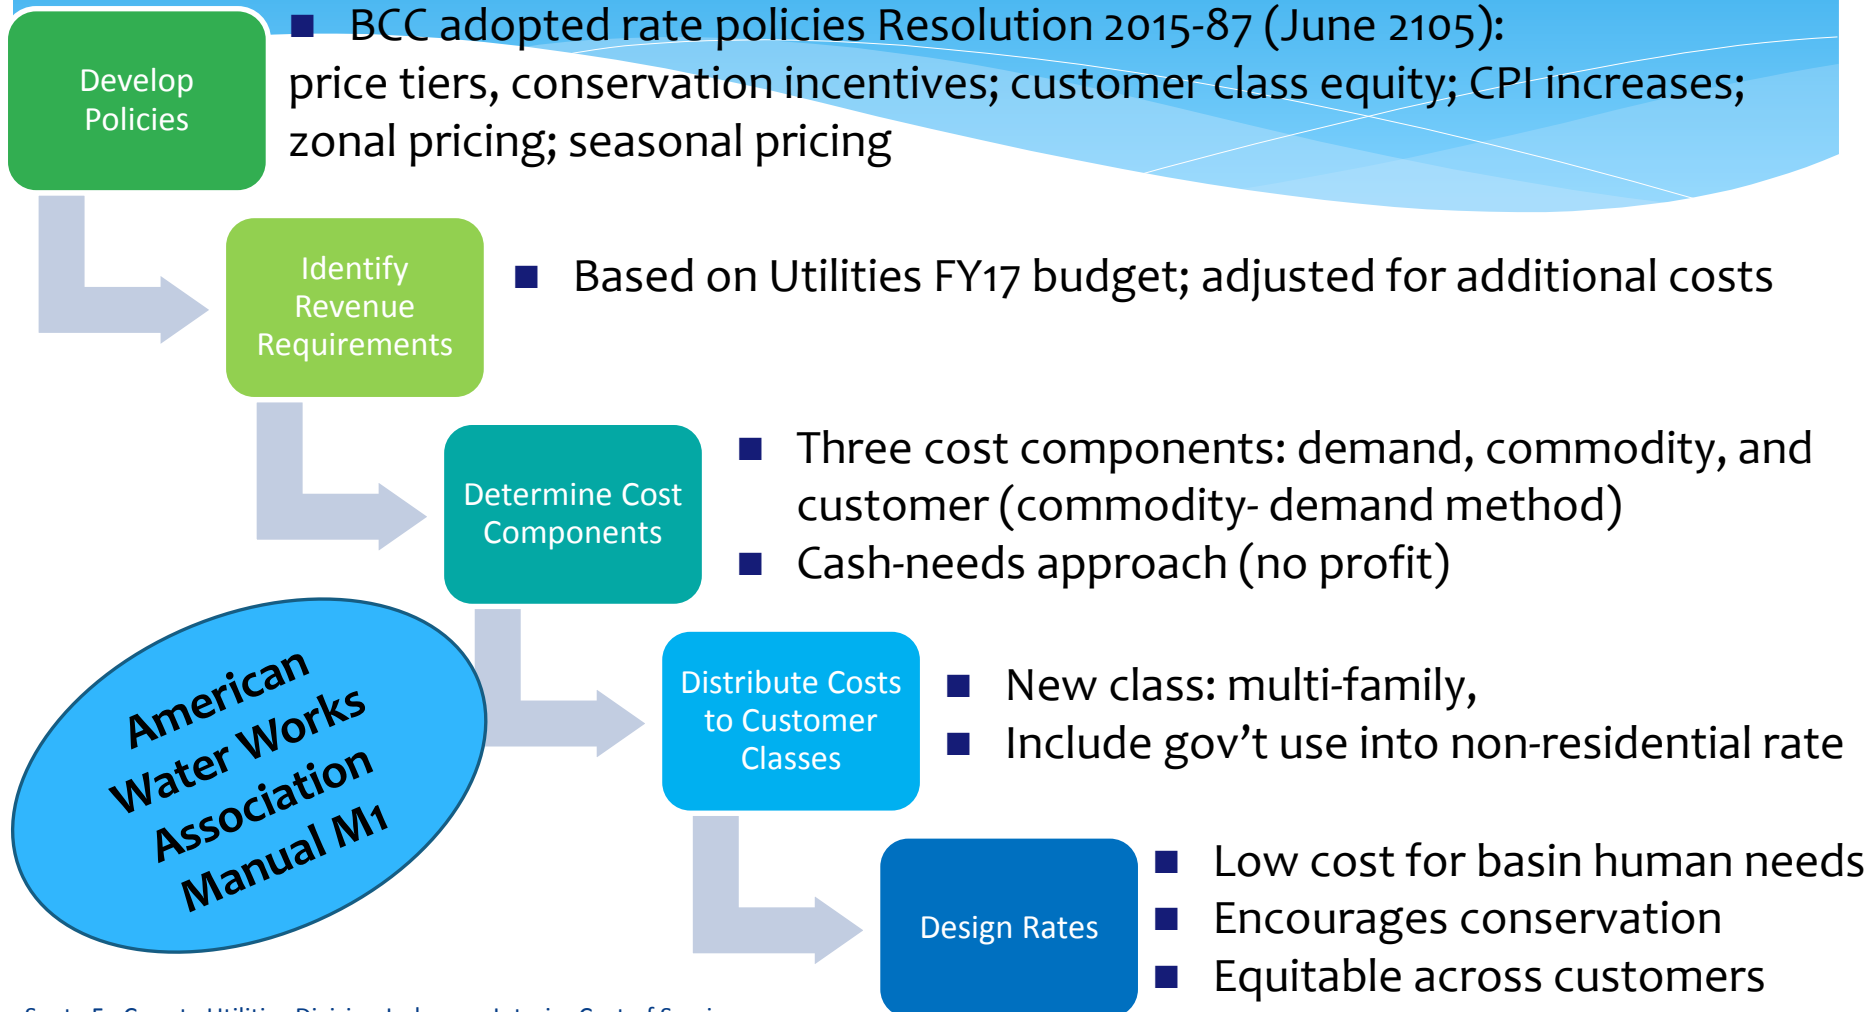 Develop
Policies
■ BCC adopted rate policies Resolution 2015-87 (June 2105):
price tiers, conservation incentives; customer class equity; CPI increases;
zonal pricing; seasonal pricing
Identify
Revenue
Requirements
■ Based on Utilities FY17 budget; adjusted for additional costs
Determine Cost
Components
■ Three cost components: demand, commodity, and
customer (commodity- demand method)
■ Cash-needs approach (no profit)
American
Water Works
Association
Manual M1
Distribute Costs
to Customer
Classes
■ New class: multi-family,
■ Include gov’t use into non-residential rate
Design Rates
■ Low cost for basin human needs
■ Encourages conservation
■ Equitable across customers